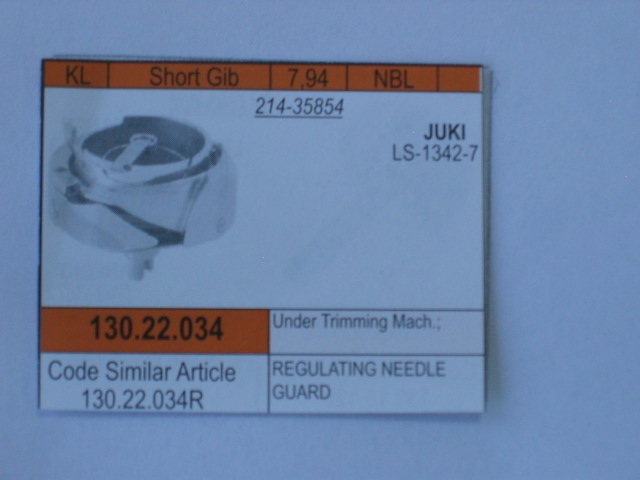 KL Short Gib 7,94 NBL
214-35854
JUKI
LS-1342-7
130.22.034
Under Trimming Mach.;
Code Similar Article
130.22.034R
REGULATING NEEDLE
GUARD